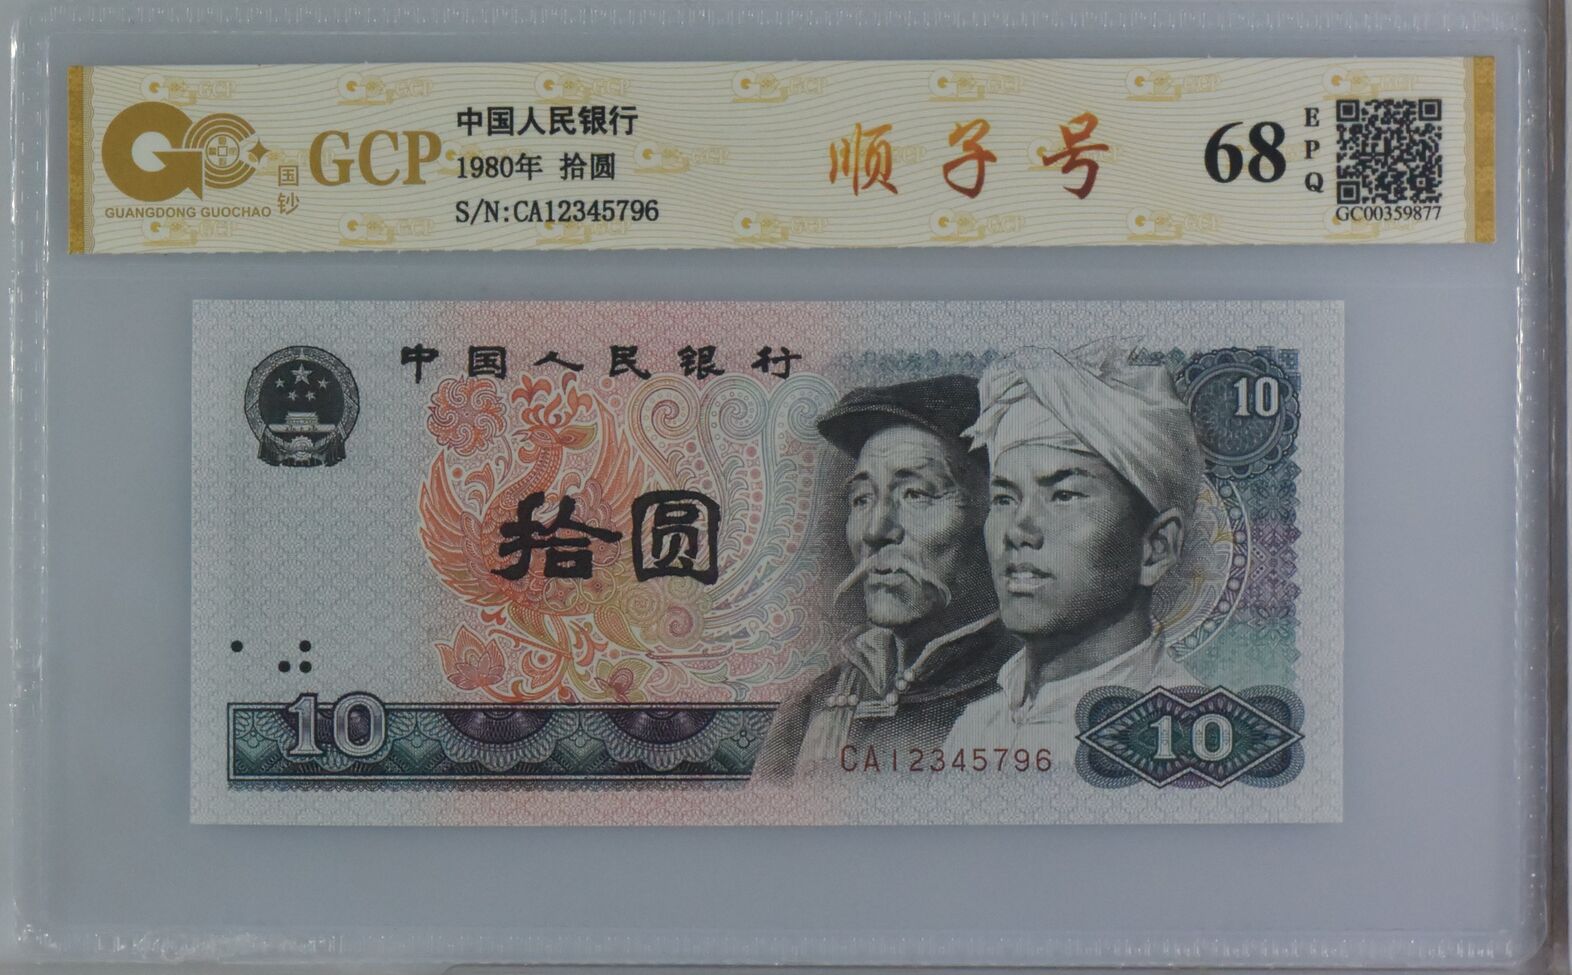 GCP
国钞
GUANGDONG GUOCHAO
中国人民银行
1980年 拾圆
S/N:CA12345796
顺子号
68
EPQ
GC00359877
中国人民银行
10
拾圆
10
CA12345796
10